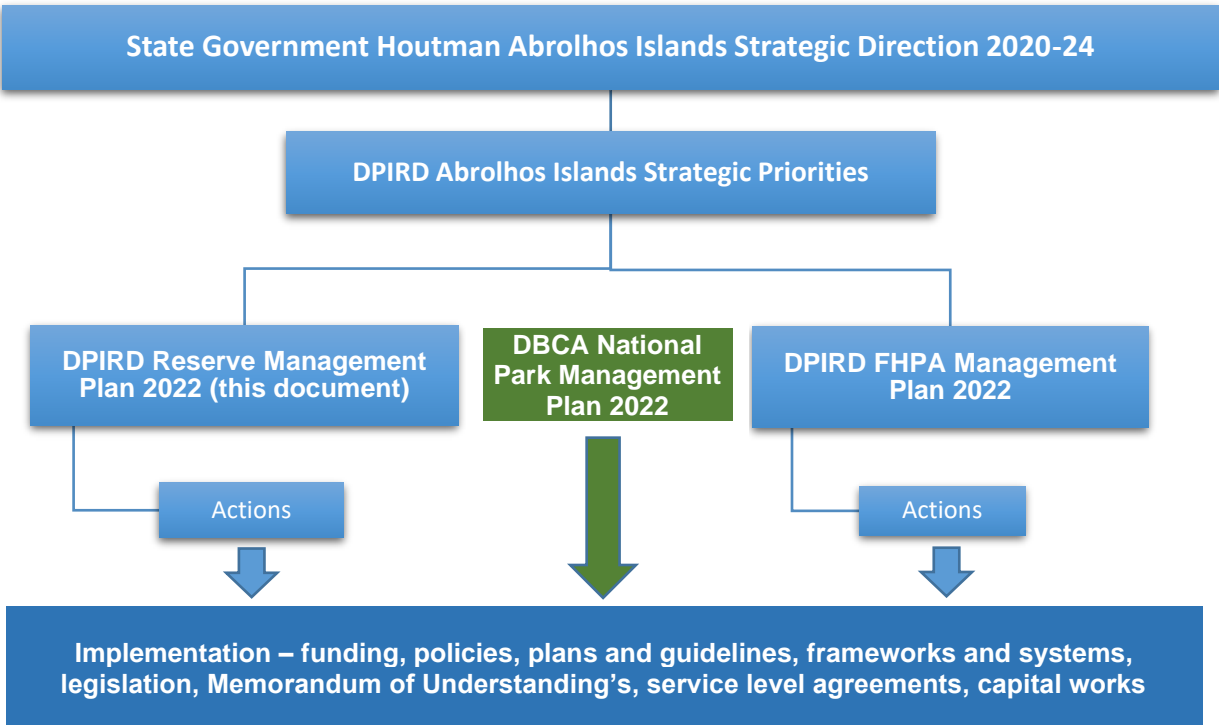 State Government Houtman Abrolhos Islands Strategic Direction 2020-24
DPIRD Abrolhos Islands Strategic Priorities
DPIRD Reserve Management
Plan 2022 (this document)
DBCA National
Park Management
Plan 2022
DPIRD FHPA Management
Plan 2022
Actions
Actions
Implementation – funding, policies, plans and guidelines, frameworks and systems,
legislation, Memorandum of Understanding’s, service level agreements, capital works